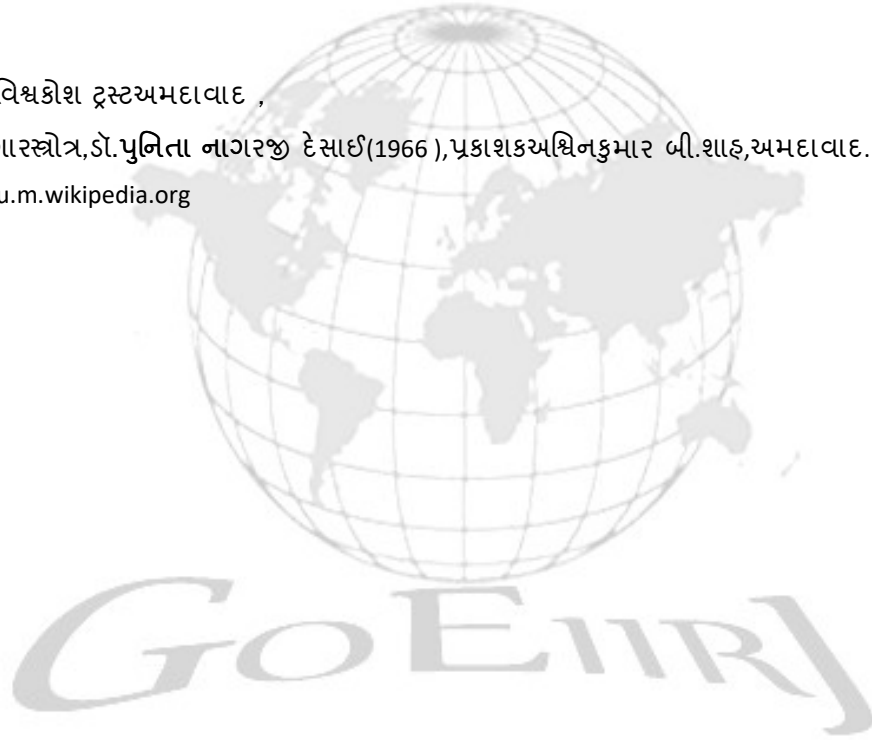 વિશ્વકોશ ટ્રસ્ટઅમદાવાદ ,
ારસ્ત્રોત્ર,ડૉ.પુનિતા નાગરજી દેસાઈ(1966 ),પ્રકાશકઅશ્વિનકુમાર બી.શાહ,અમદાવાદ.
u.m.wikipedia.org
GOEIIRJ